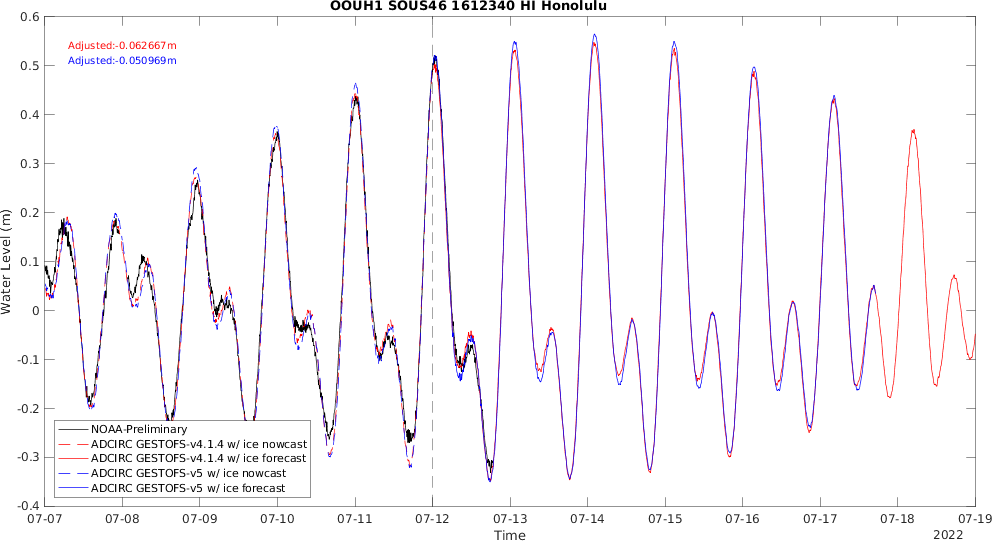 OOUH1 SOUS46 1612340 HI Honolulu
0.6
0.5
0.4
0.3
0.2
0.1
0
-0.1
-0.2
-0.3
-0.4
Water Level (m)
Adjusted:-0.062667m
Adjusted:-0.050969m
NOAA-Preliminary
ADCIRC GESTOFS-v4.1.4 w/ ice nowcast
ADCIRC GESTOFS-v4.1.4 w/ ice forecast
ADCIRC GESTOFS-v5 w/ ice nowcast
ADCIRC GESTOFS-v5 w/ ice forecast
07-07 07-08 07-09 07-10 07-11 07-12 07-13 07-14 07-15 07-16 07-17 07-18 07-19
Time
2022